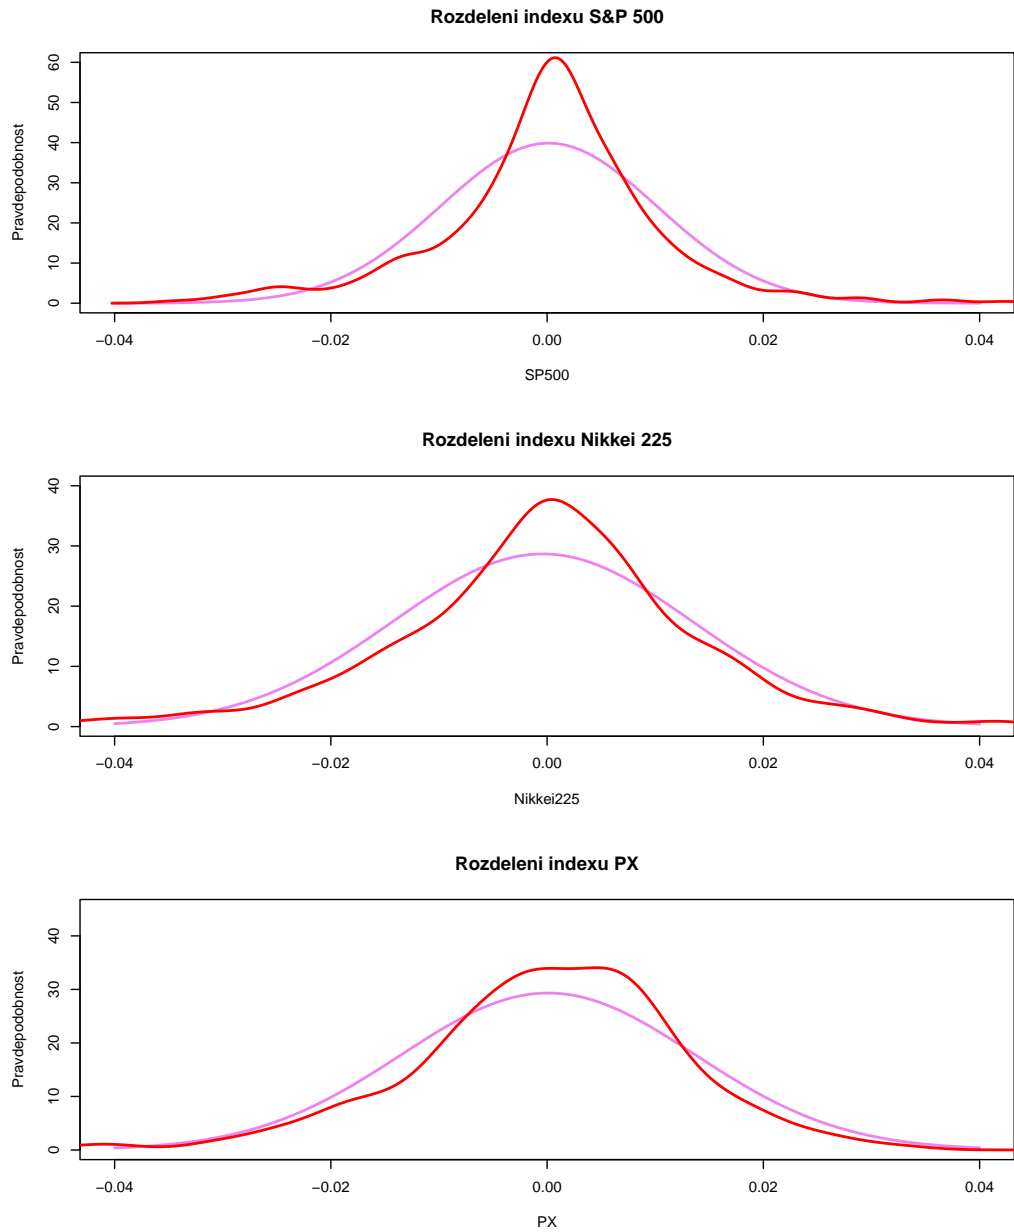 Rozdeleni indexu S&P 500
Pravdepodobnost
0 10 20 30 40 50 60
−0.04 −0.02 0.00 0.02 0.04
SP500
Rozdeleni indexu Nikkei 225
Pravdepodobnost
0 10 20 30 40
−0.04 −0.02 0.00 0.02 0.04
Nikkei225
Rozdeleni indexu PX
Pravdepodobnost
0 10 20 30 40
−0.04 −0.02 0.00 0.02 0.04
PX